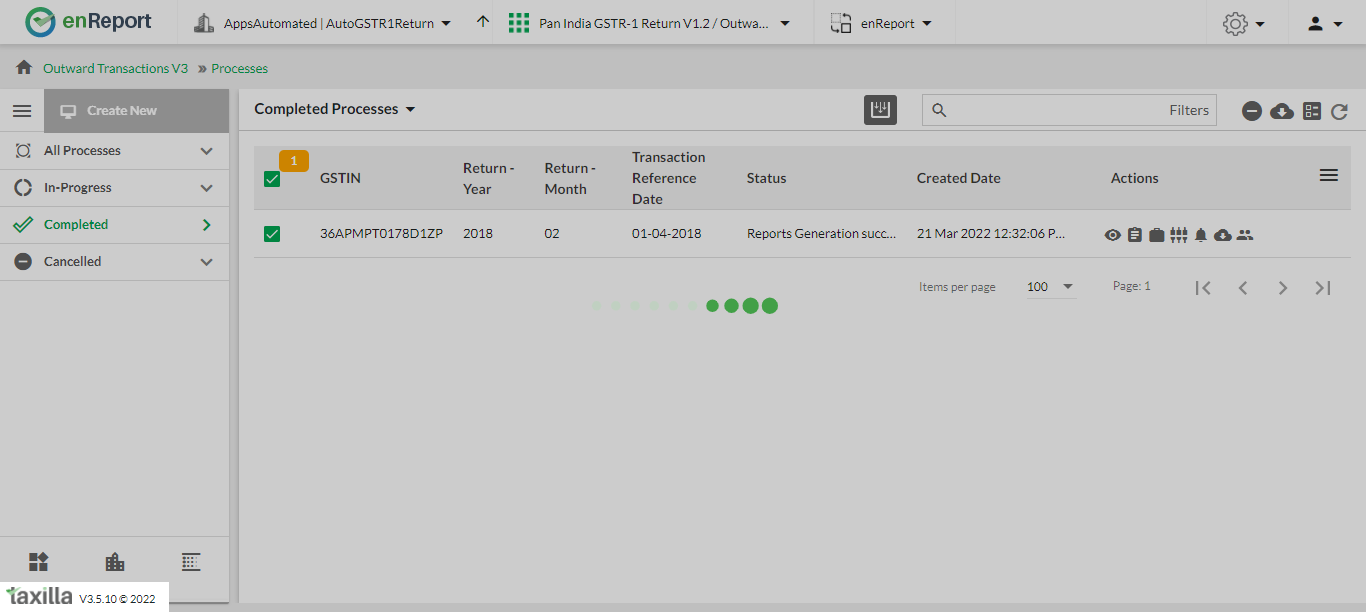 enReport
AppsAutomated | AutoGSTR1Return
Pan India GSTR-1 Return V1.2 / Outwa...
enReport
Outward Transactions V3 » Processes
Create New
All Processes
In-Progress
Completed
Cancelled
Completed Processes
Filters
1
GSTIN
Return - Year
Return - Month
Transaction Reference Date
Status
Created Date
Actions
36APMPT0178D1ZP 2018 02 01-04-2018 Reports Generation succ... 21 Mar 2022 12:32:06 P...
Items per page 100 Page: 1
taxilla V3.5.10 © 2022